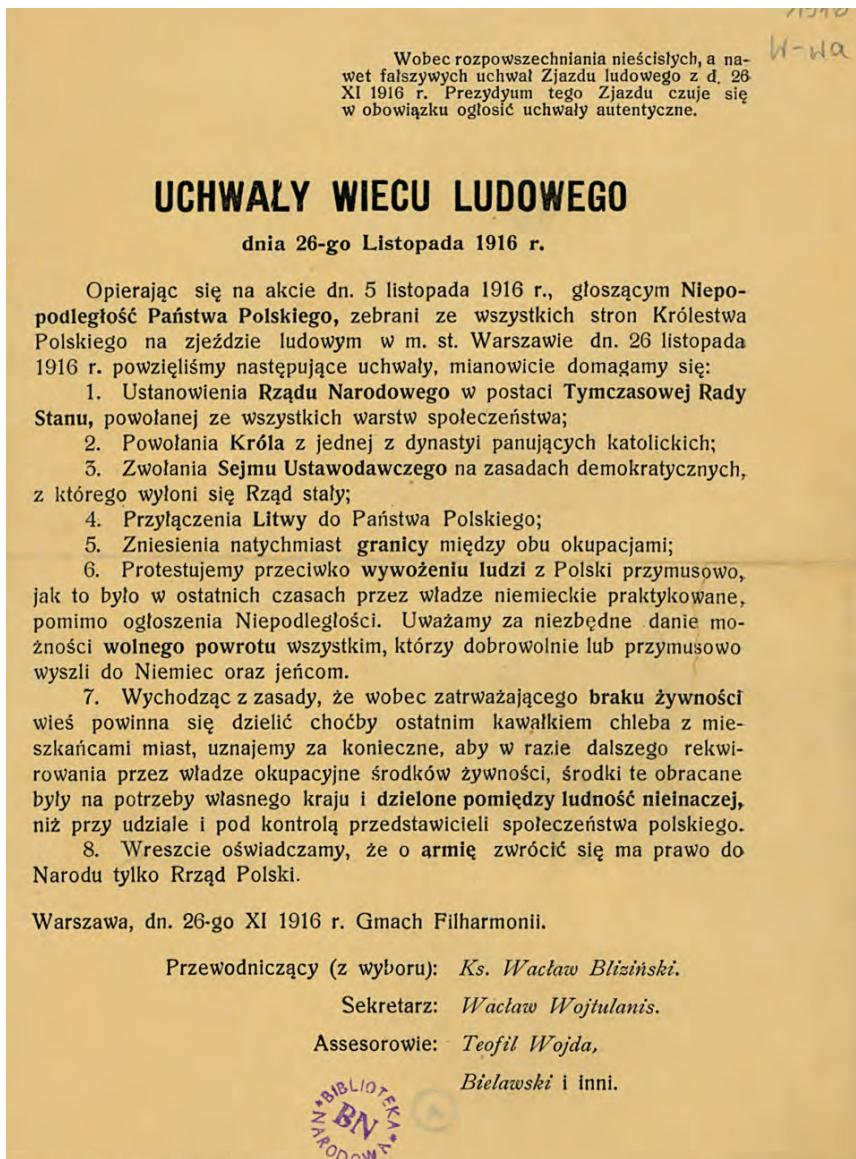 W-wa
Wobec rozpowszechniania nieścisłych, a na-
wet fałszywych uchwał Zjazdu ludowego z d. 26
XI 1916 r. Prezydyum tego Zjazdu czuje się
w obowiązku ogłosić uchwały autentyczne.
UCHWAŁY WIECU LUDOWEGO
dnia 26-go Listopada 1916 r.
Opierając się na akcie dn. 5 listopada 1916 r., głoszącym Niepo-
podległość Państwa Polskiego, zebrani ze wszystkich stron Królestwa
Polskiego na zjeździe ludowym w m. st. Warszawie dn. 26 listopada
1916 r. powzięliśmy następujące uchwały, mianowicie domagamy się:
1. Ustanowienia Rządu Narodowego w postaci Tymczasowej Rady
Stanu, powołanej ze wszystkich warstw społeczeństwa;
2. Powołania Króla z jednej z dynastyi panujących katolickich;
3. Zwołania Sejmu Ustawodawczego na zasadach demokratycznych,
z którego wyłoni się Rząd stały;
4. Przyłączenia Litwy do Państwa Polskiego;
5. Zniesienia natychmiast granicy między obu okupacjami;
6. Protestujemy przeciwko wywożeniu ludzi z Polski przymusowo,
jak to było w ostatnich czasach przez władze niemieckie praktykowane,
pomimo ogłoszenia Niepodległości. Uważamy za niezbędne danie mo-
żności wolnego powrotu wszystkim, którzy dobrowolnie lub przymusowo
wyszli do Niemiec oraz jeńcom.
7. Wychodząc z zasady, że wobec zatrważającego braku żywności
wieś powinna się dzielić choćby ostatnim kawałkiem chleba z mie-
szkańcami miast, uznajemy za konieczne, aby w razie dalszego rekwi-
rowania przez władze okupacyjne środków żywności, środki te obracane
były na potrzeby własnego kraju i dzielone pomiędzy ludność nieinaczej,
niż przy udziale i pod kontrolą przedstawicieli społeczeństwa polskiego.
8. Wreszcie oświadczamy, że o armię zwrócić się ma prawo do
Narodu tylko Rrząd Polski.
Warszawa, dn. 26-go XI 1916 r. Gmach Filharmonii.
Przewodniczący (z wyboru): Ks. Wacław Bliziński.
Sekretarz: Wacław Wojtulanis.
Assesorowie: Teofil Wojda,
Bielawski i inni.
BIBLIOTEKA
BN
NARODOWA